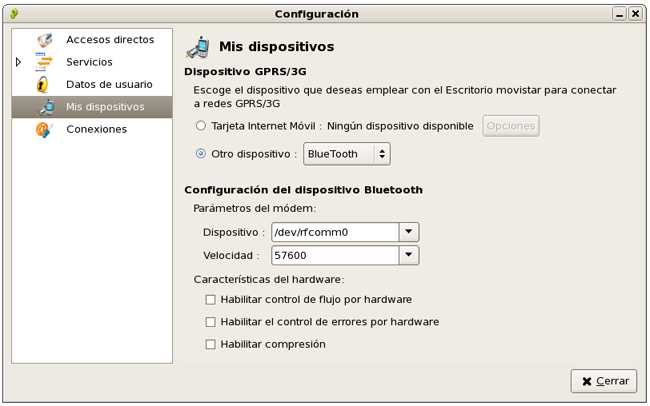 Configuración
Accesos directos
Servicios
Datos de usuario
Mis dispositivos
Conexiones
Mis dispositivos
Dispositivo GPRS/3G
Escoge el dispositivo que deseas emplear con el Escritorio movistar para conectar
a redes GPRS/3G
Tarjeta Internet Móvil : Ningún dispositivo disponible Opciones
Otro dispositivo : BlueTooth
Configuración del dispositivo Bluetooth
Parámetros del módem:
Dispositivo : /dev/rfcomm0
Velocidad : 57600
Características del hardware:
Habilitar control de flujo por hardware
Habilitar el control de errores por hardware
Habilitar compresión
Cerrar